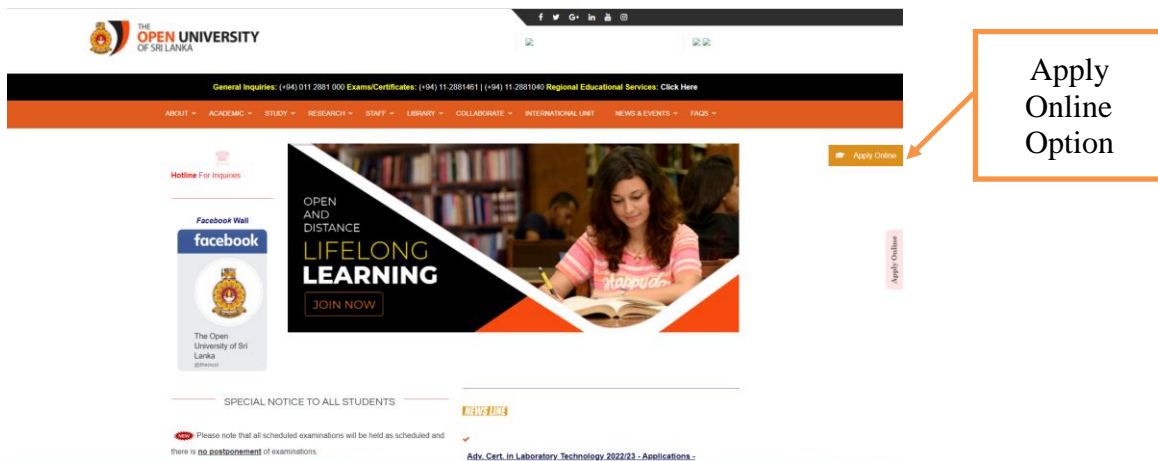 THE
OPEN UNIVERSITY
OF SRI LANKA
General Inquiries: (+94) 011 2881 000 Exams/Certificates: (+94) 11-2881461 | (+94) 11-2881040 Regional Educational Services: Click Here
ABOUT ACADEMIC STUDY RESEARCH STAFF LIBRARY COLLABORATE INTERNATIONAL UNIT NEWS & EVENTS FAQS
Apply
Online
Option
Apply Online
Hotline For Inquiries
Facebook Wall
facebook
The Open
University of Sri
Lanka
OPEN
AND
DISTANCE
LIFELONG
LEARNING
JOIN NOW
Happy do
Apply Online
SPECIAL NOTICE TO ALL STUDENTS
NEW Please note that all scheduled examinations will be held as scheduled and
there is no postponement of examinations.
NEWS LINE
Adv. Cert. in Laboratory Technology 2022/23 - Applications -